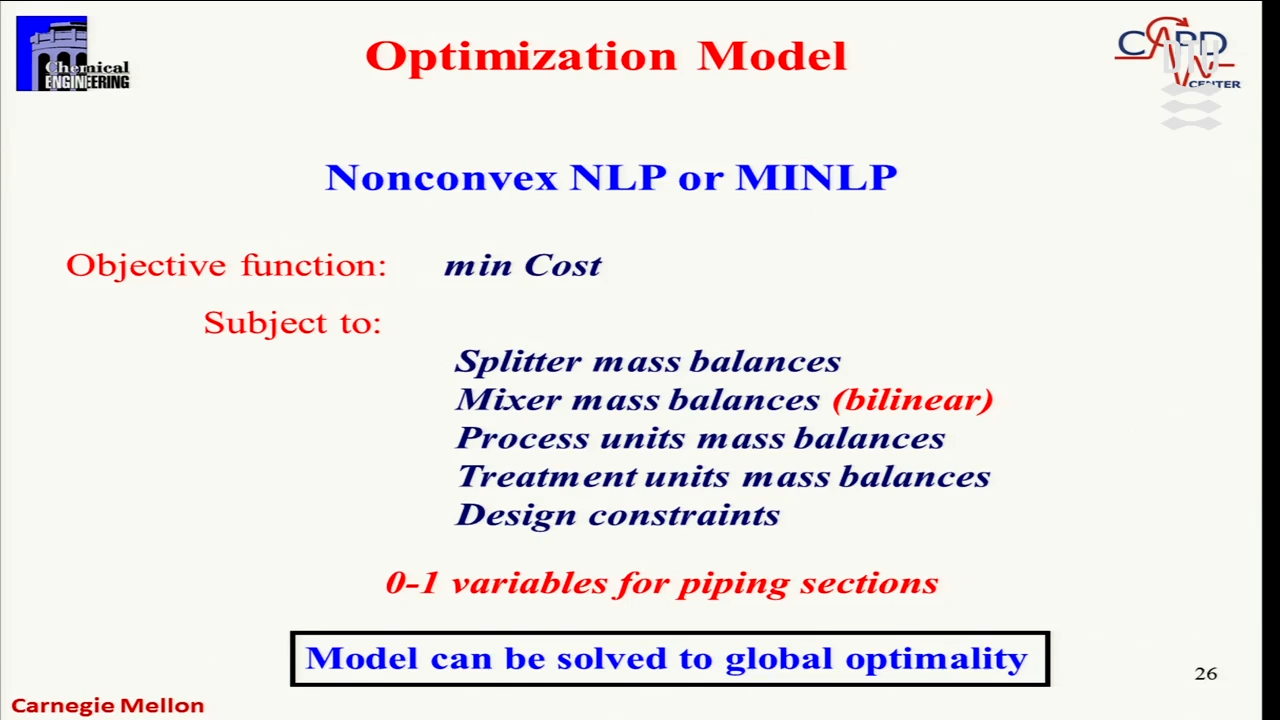 Optimization Model
Chemical
ENGINEERING
CAPD
CENTER
DTU
Nonconvex NLP or MINLP
Objective function: min Cost
Subject to:
Splitter mass balances
Mixer mass balances (bilinear)
Process units mass balances
Treatment units mass balances
Design constraints
0-1 variables for piping sections
Model can be solved to global optimality
26
Carnegie Mellon